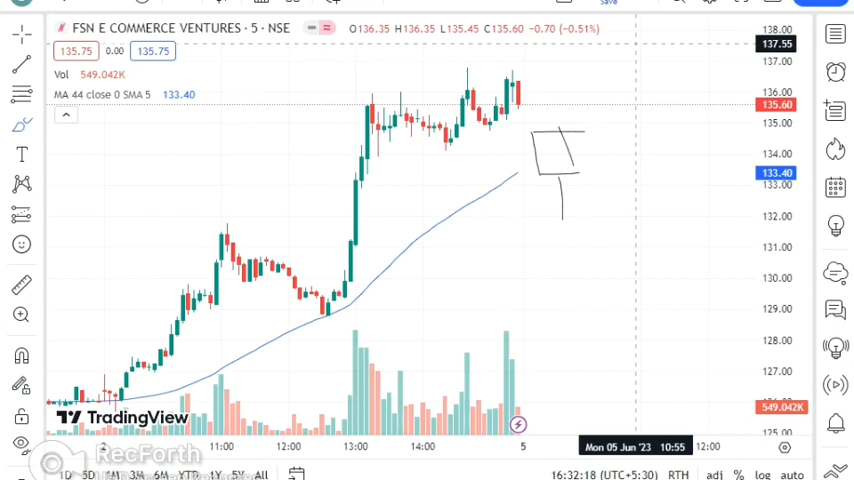 Save
FSN E COMMERCE VENTURES · 5 · NSE O136.35 H136.35 L135.45 C135.60 −0.70 (−0.51%)
135.75 0.00 135.75
Vol 549.042K
MA 44 close 0 SMA 5 133.40
138.00
137.55
137.00
136.00
135.60
135.00
134.00
133.40
133.00
132.00
131.00
130.00
129.00
128.00
127.00
126.00
549.042K
125.00
TradingView
2 11:00 12:00 13:00 14:00 5 Mon 05 Jun '23 10:55 12:00
RecForth
1D 5D 1M 3M 6M YTD 1Y 5Y All 16:32:18 (UTC+5:30) RTH adj % log auto